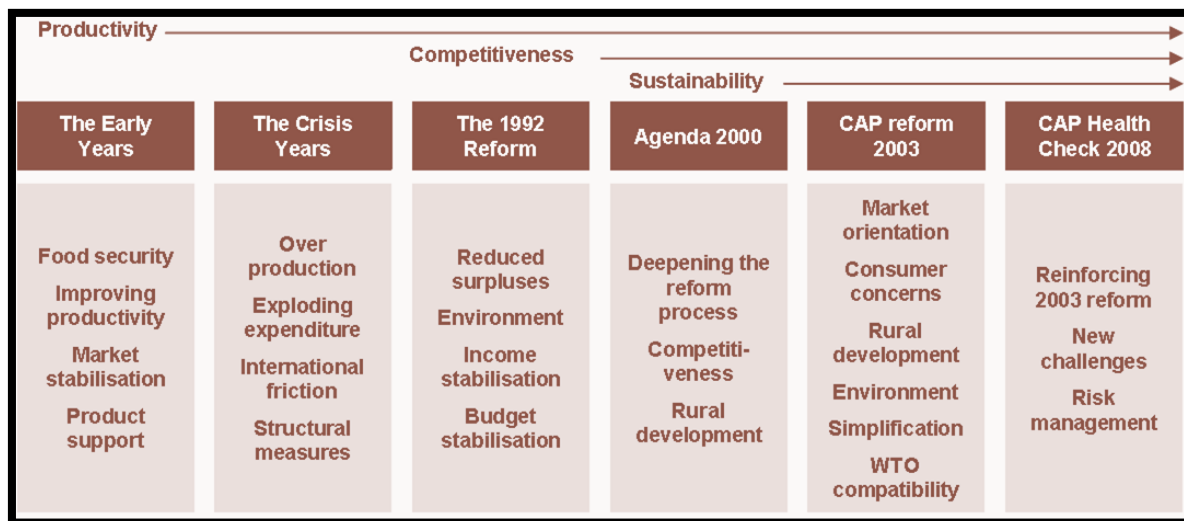 Productivity
Competitiveness
Sustainability
The Early
Years
Food security
Improving
productivity
Market
stabilisation
Product
support
The Crisis
Years
Over
production
Exploding
expenditure
International
friction
Structural
measures
The 1992
Reform
Reduced
surpluses
Environment
Income
stabilisation
Budget
stabilisation
Agenda 2000
Deepening the
reform
process
Competiti-
veness
Rural
development
CAP reform
2003
Market
orientation
Consumer
concerns
Rural
development
Environment
Simplification
WTO
compatibility
CAP Health
Check 2008
Reinforcing
2003 reform
New
challenges
Risk
management